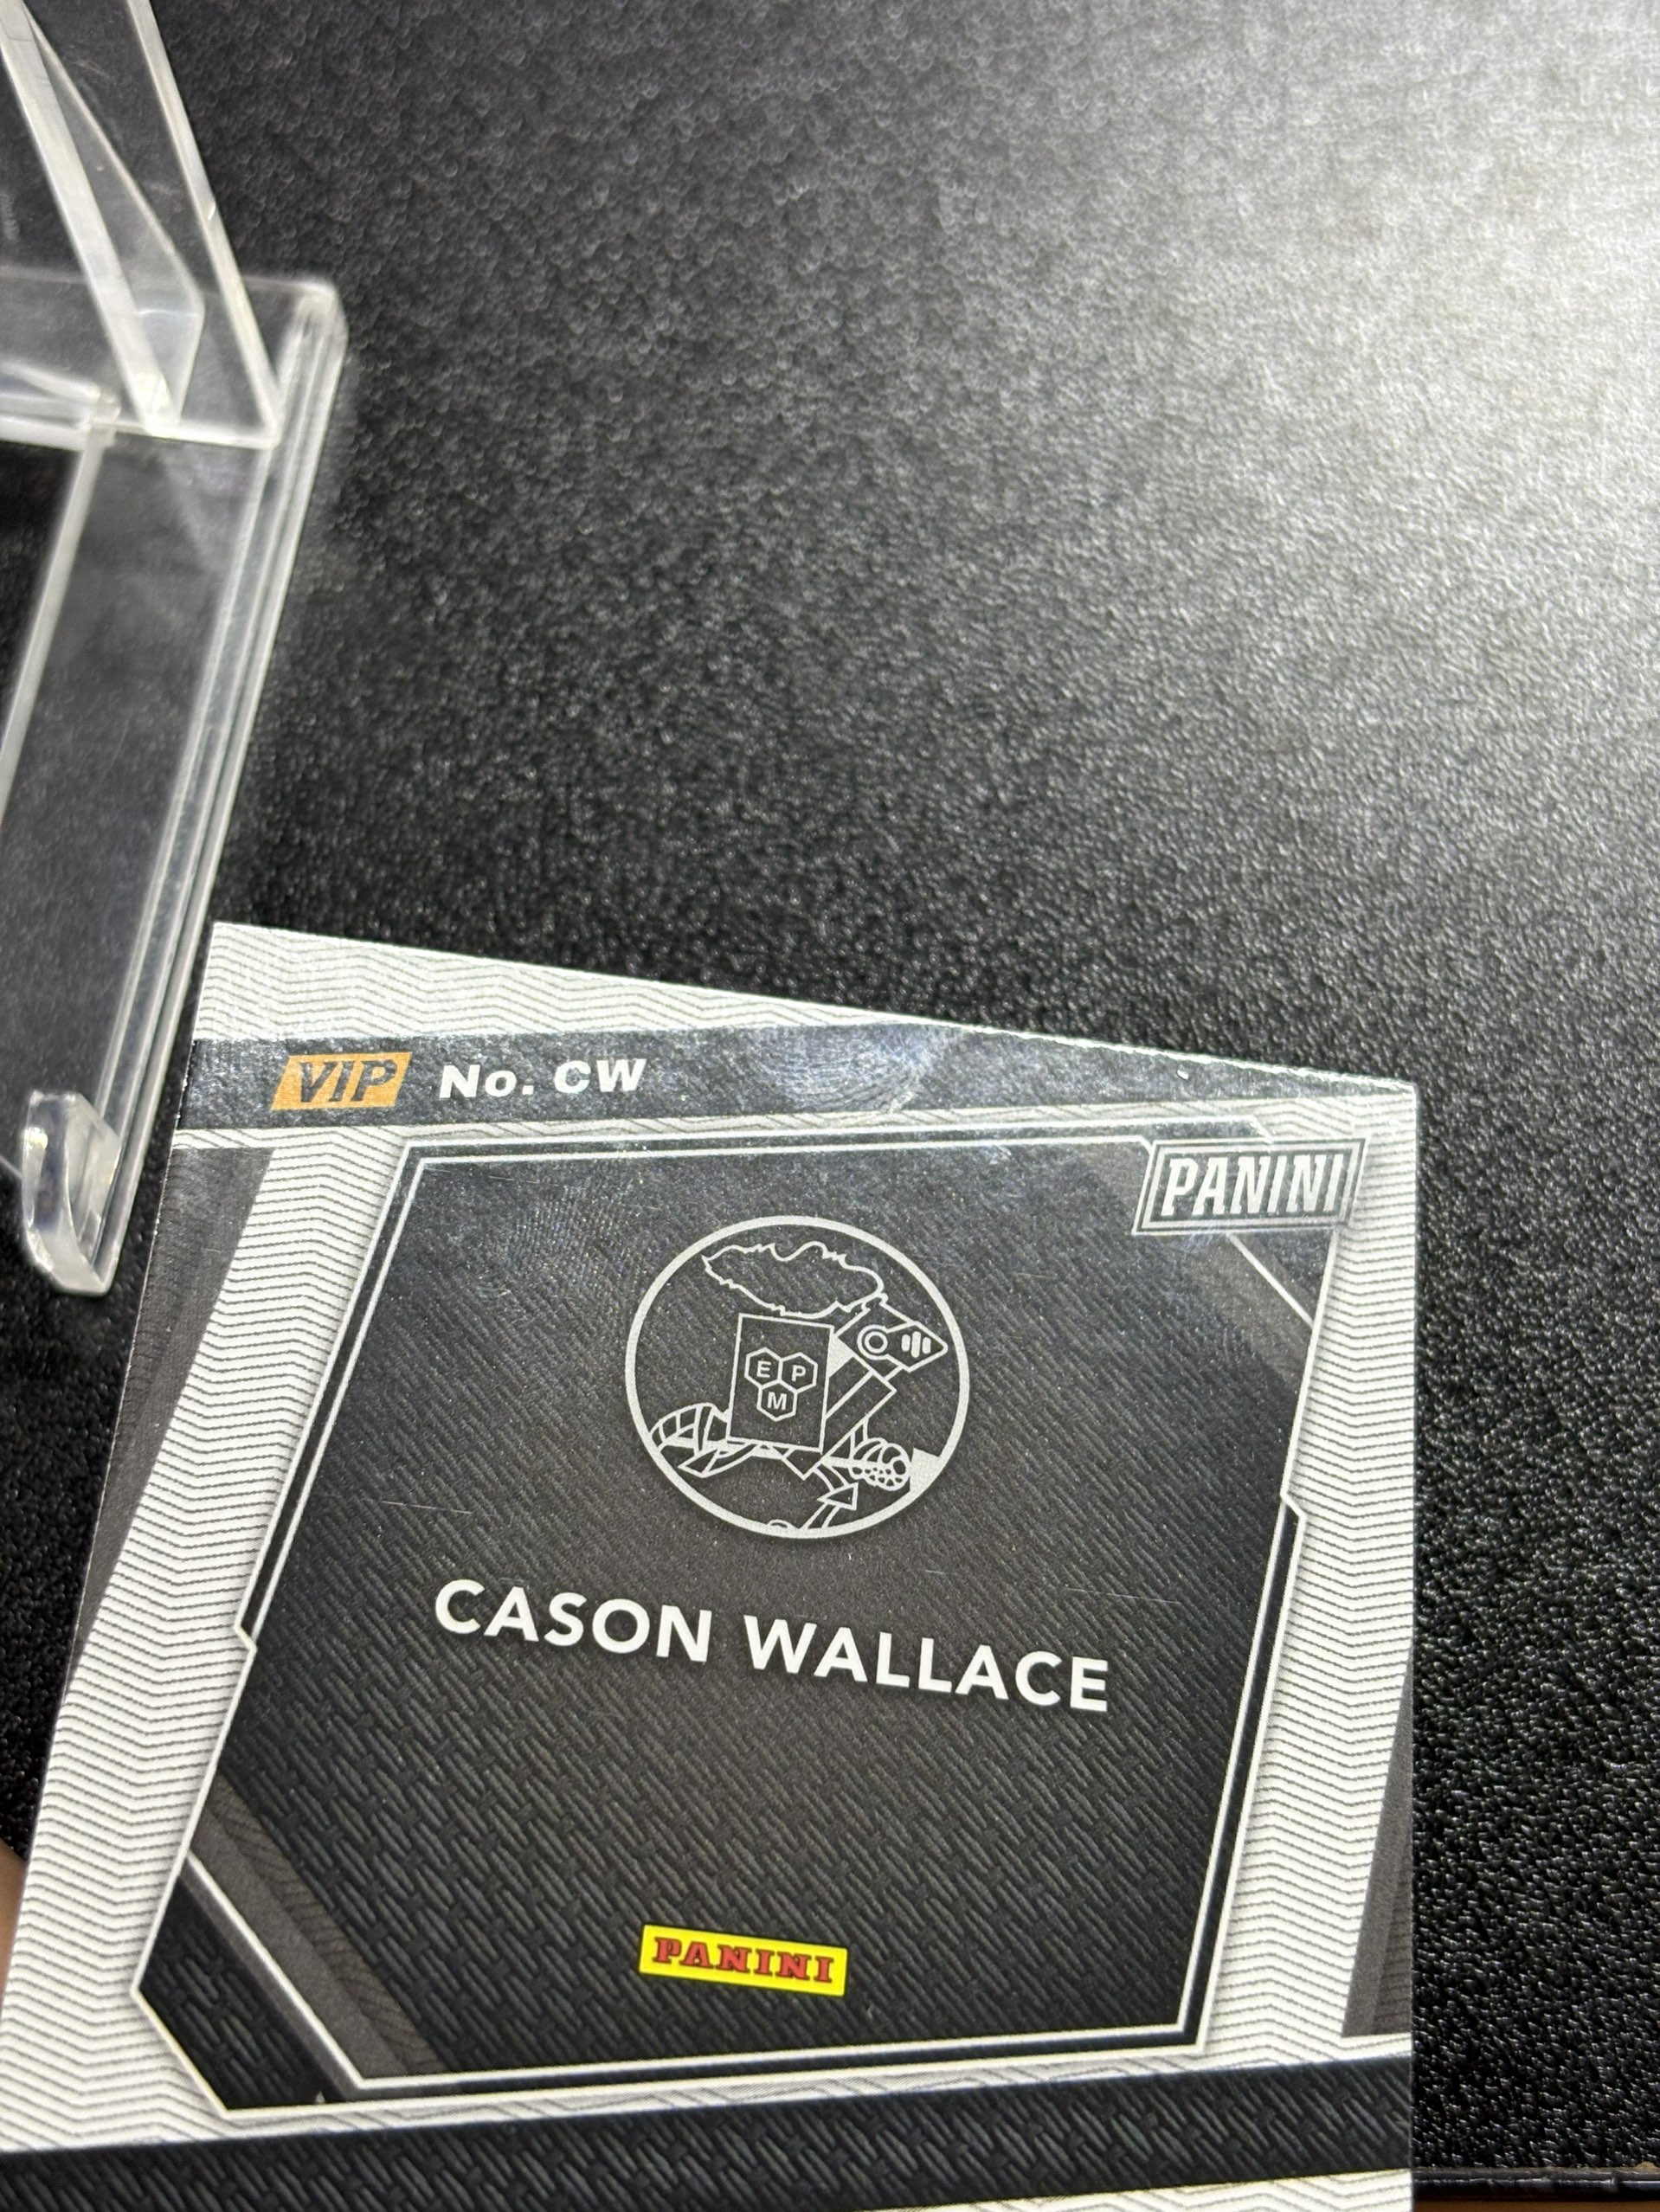 VIP No. CW
PANINI
E P
M
CASON WALLACE
PANINI